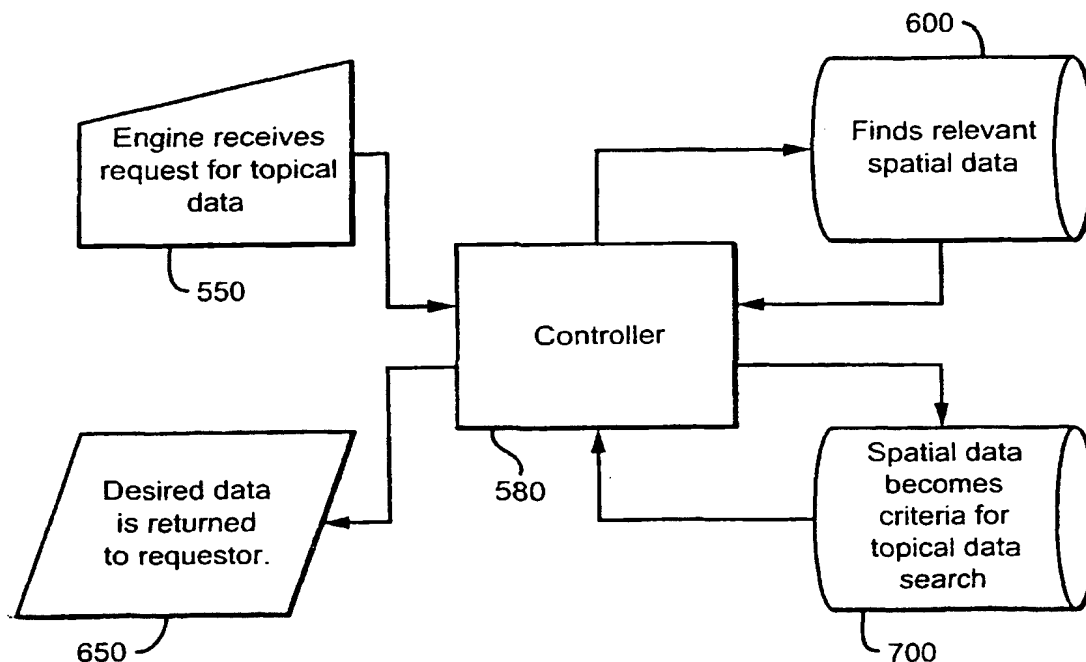 600
Engine receives
request for topical
data
550
Finds relevant
spatial data
Controller
580
Desired data
is returned
to requestor.
650
Spatial data
becomes
criteria for
topical data
search
700